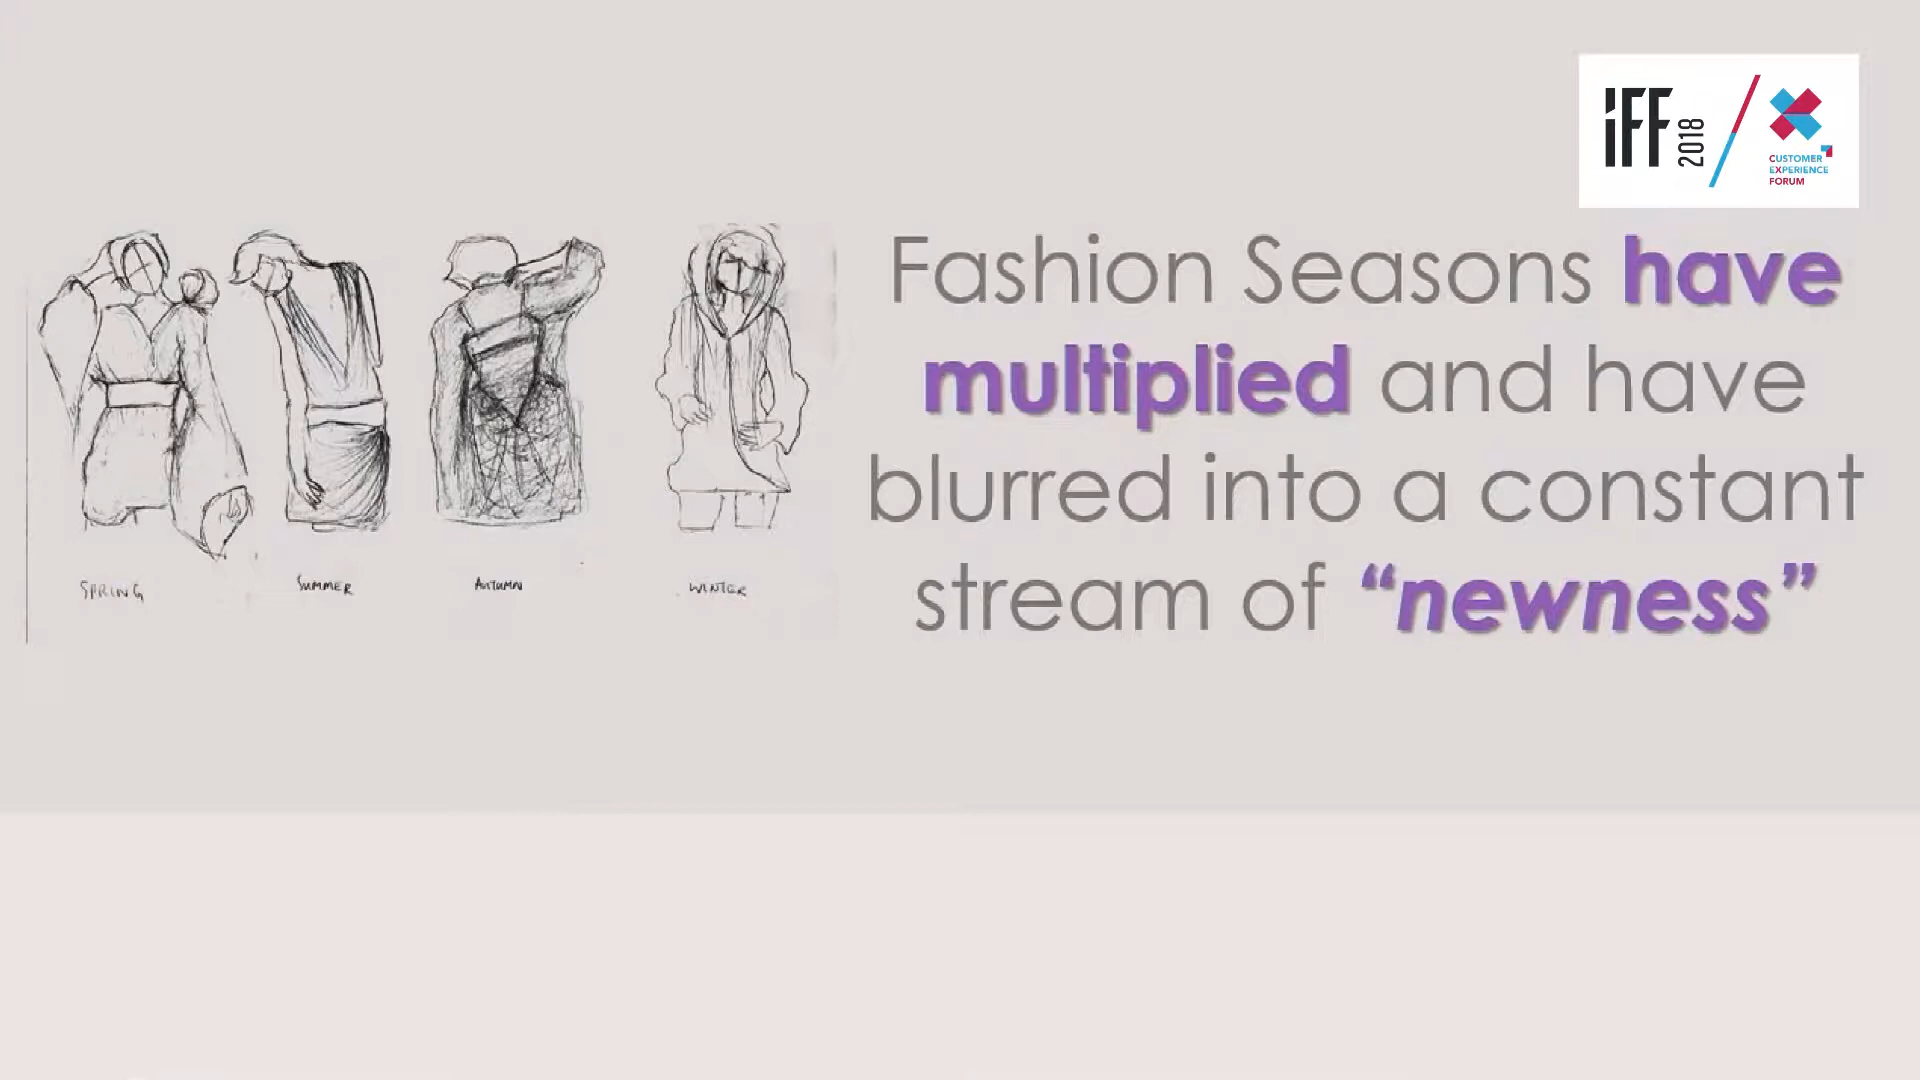 iFF 2018
CUSTOMER
EXPERIENCE
FORUM
Fashion Seasons have
multiplied and have
blurred into a constant
stream of “newness”
SPRING
SUMMER
AUTUMN
WINTER